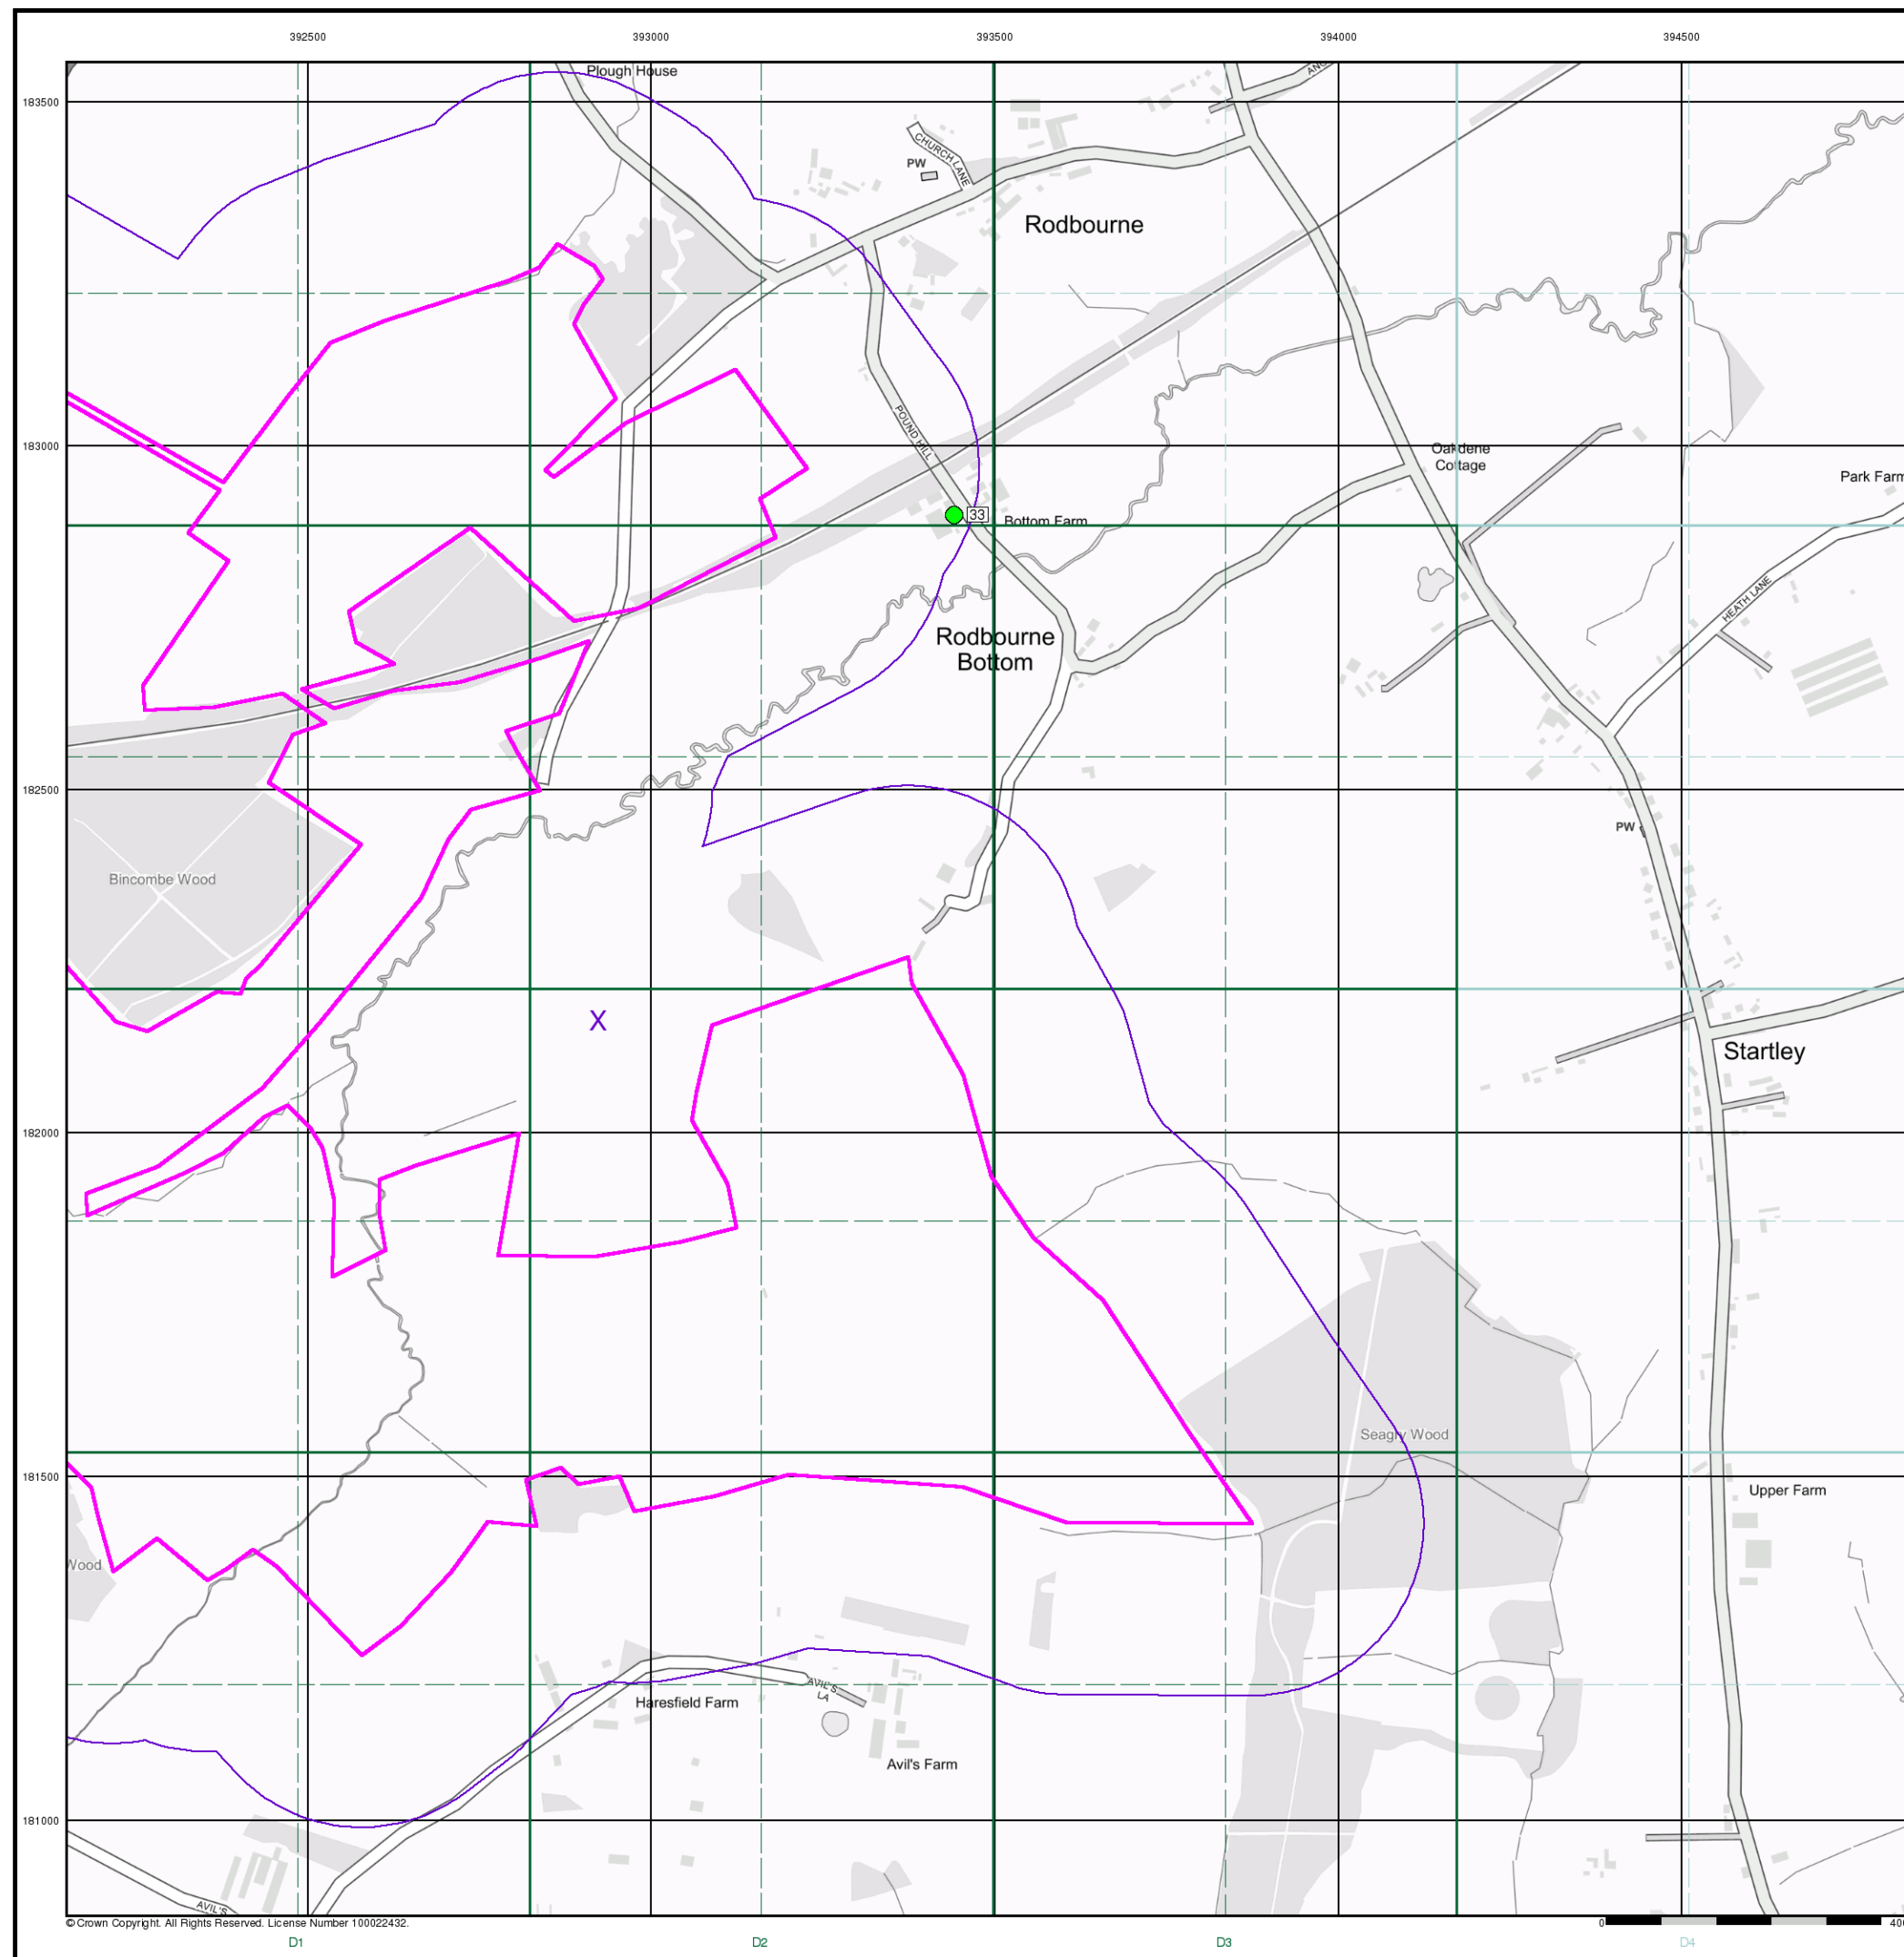 392500
393000
393500
394000
394500
Plough House
183500
CHURCH LANE
PW
Rodbourne
183000
POUND HILL
Oakdene
Cottage
Park Farm
33
Bottom Farm
HEATH LANE
Rodbourne
Bottom
182500
PW
Bincombe Wood
X
Startley
182000
Seagry Wood
181500
Upper Farm
Wood
AVIL'S
LA
Haresfield Farm
Avil's Farm
181000
AVIL'S
© Crown Copyright. All Rights Reserved. License Number 100022432.
0
D1
D2
D3
D4